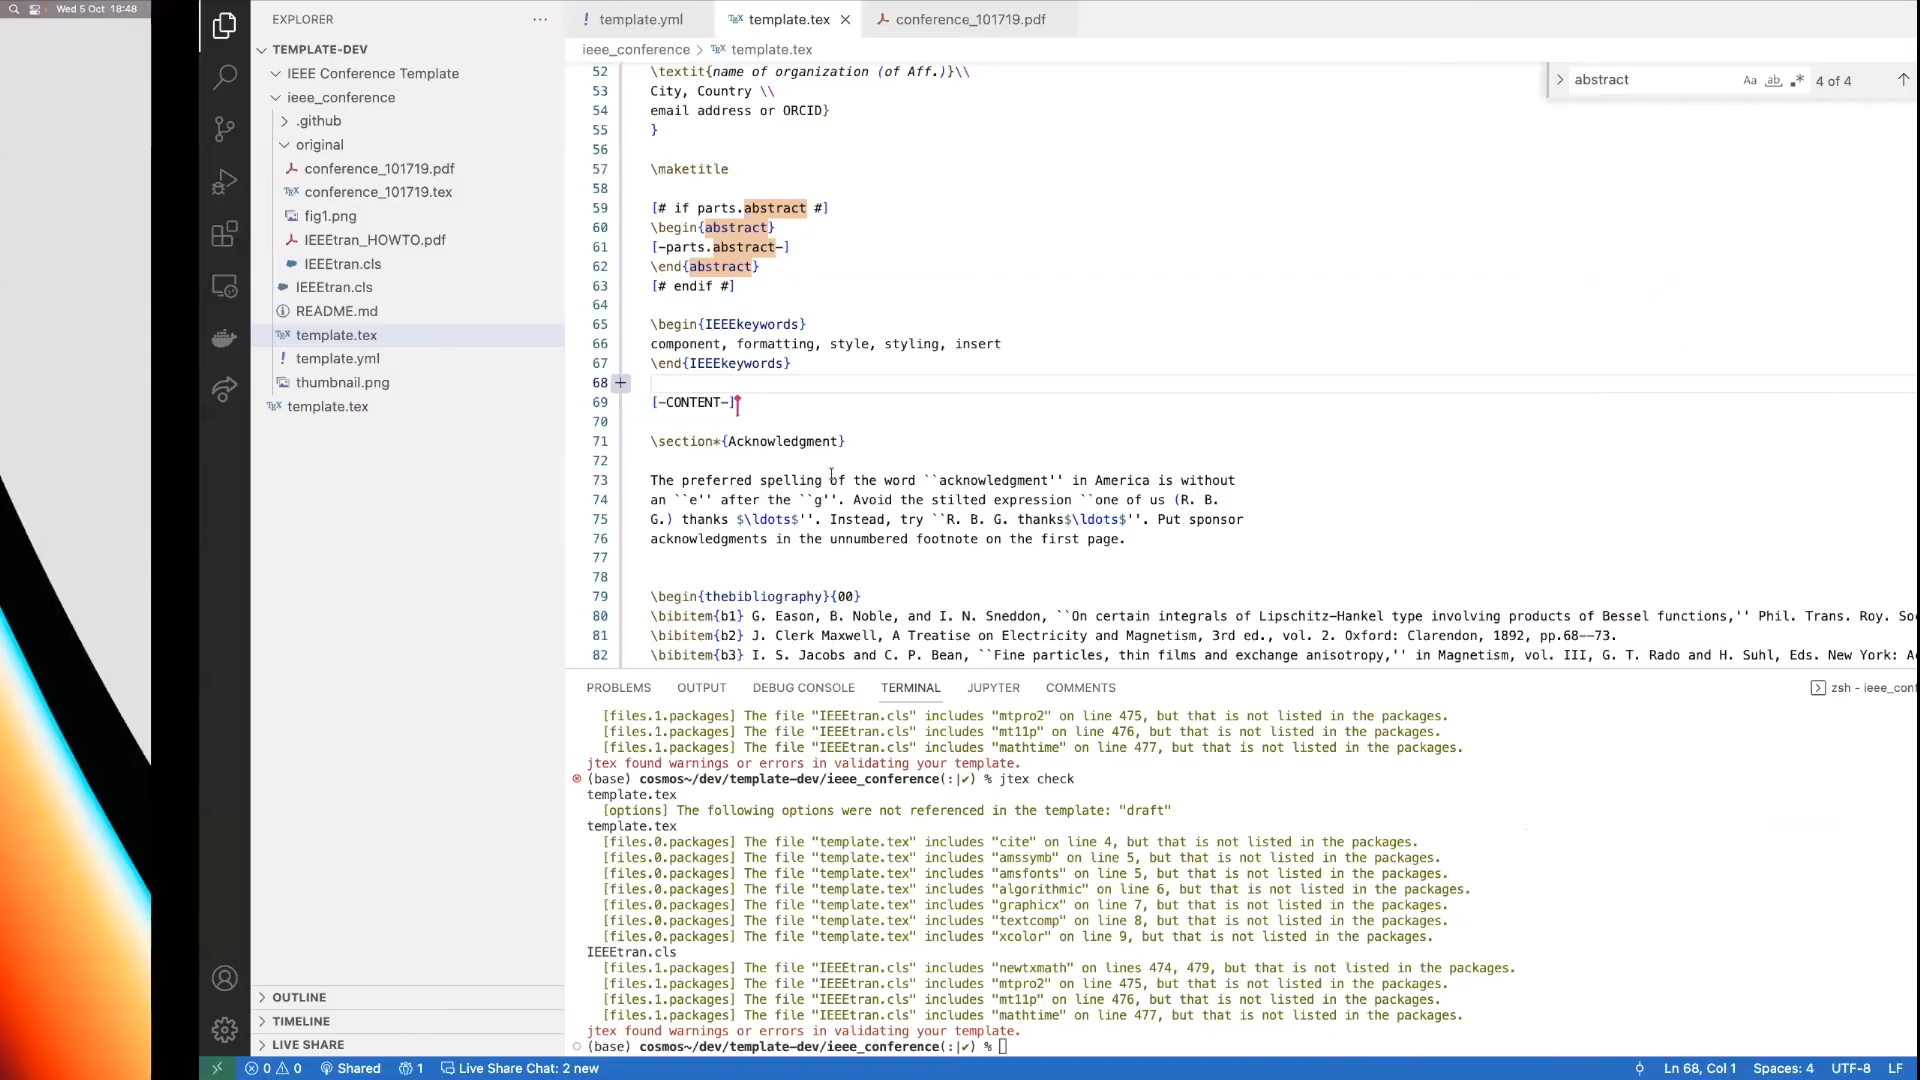 Wed 5 Oct 18:48
EXPLORER
TEMPLATE-DEV
IEEE Conference Template
ieee_conference
.github
original
conference_101719.pdf
conference_101719.tex
fig1.png
IEEEtran_HOWTO.pdf
IEEEtran.cls
IEEEtran.cls
README.md
template.tex
template.yml
thumbnail.png
template.tex
OUTLINE
TIMELINE
LIVE SHARE
template.yml
template.tex
conference_101719.pdf
ieee_conference > template.tex
abstract
Aa ab 4 of 4
52 \textit{name of organization (of Aff.)}\\
53 City, Country \\
54 email address or ORCID}
55 }
56
57 \maketitle
58
59 [# if parts.abstract #]
60 \begin{abstract}
61 [-parts.abstract-]
62 \end{abstract}
63 [# endif #]
64
65 \begin{IEEEkeywords}
66 component, formatting, style, styling, insert
67 \end{IEEEkeywords}
68
69 [-CONTENT-]
70
71 \section*{Acknowledgment}
72
73 The preferred spelling of the word ``acknowledgment'' in America is without
74 an ``e'' after the ``g''. Avoid the stilted expression ``one of us (R. B.
75 G.) thanks $\ldots$''. Instead, try ``R. B. G. thanks$\ldots$''. Put sponsor
76 acknowledgments in the unnumbered footnote on the first page.
77
78
79 \begin{thebibliography}{00}
80 \bibitem{b1} G. Eason, B. Noble, and I. N. Sneddon, ``On certain integrals of Lipschitz-Hankel type involving products of Bessel functions,'' Phil. Trans. Roy. So
81 \bibitem{b2} J. Clerk Maxwell, A Treatise on Electricity and Magnetism, 3rd ed., vol. 2. Oxford: Clarendon, 1892, pp.68--73.
82 \bibitem{b3} I. S. Jacobs and C. P. Bean, ``Fine particles, thin films and exchange anisotropy,'' in Magnetism, vol. III, G. T. Rado and H. Suhl, Eds. New York: A
PROBLEMS OUTPUT DEBUG CONSOLE TERMINAL JUPYTER COMMENTS
zsh - ieee_conf
[files.1.packages] The file "IEEEtran.cls" includes "mtpro2" on line 475, but that is not listed in the packages.
[files.1.packages] The file "IEEEtran.cls" includes "mt11p" on line 476, but that is not listed in the packages.
[files.1.packages] The file "IEEEtran.cls" includes "mathtime" on line 477, but that is not listed in the packages.
jtex found warnings or errors in validating your template.
(base) cosmos~/dev/template-dev/ieee_conference(:|✔) % jtex check
template.tex
[options] The following options were not referenced in the template: "draft"
template.tex
[files.0.packages] The file "template.tex" includes "cite" on line 4, but that is not listed in the packages.
[files.0.packages] The file "template.tex" includes "amssymb" on line 5, but that is not listed in the packages.
[files.0.packages] The file "template.tex" includes "amsfonts" on line 5, but that is not listed in the packages.
[files.0.packages] The file "template.tex" includes "algorithmic" on line 6, but that is not listed in the packages.
[files.0.packages] The file "template.tex" includes "graphicx" on line 7, but that is not listed in the packages.
[files.0.packages] The file "template.tex" includes "textcomp" on line 8, but that is not listed in the packages.
[files.0.packages] The file "template.tex" includes "xcolor" on line 9, but that is not listed in the packages.
IEEEtran.cls
[files.1.packages] The file "IEEEtran.cls" includes "newtxmath" on lines 474, 479, but that is not listed in the packages.
[files.1.packages] The file "IEEEtran.cls" includes "mtpro2" on line 475, but that is not listed in the packages.
[files.1.packages] The file "IEEEtran.cls" includes "mt11p" on line 476, but that is not listed in the packages.
[files.1.packages] The file "IEEEtran.cls" includes "mathtime" on line 477, but that is not listed in the packages.
jtex found warnings or errors in validating your template.
(base) cosmos~/dev/template-dev/ieee_conference(:|✔) %
0 0 Shared 1 Live Share Chat: 2 new Ln 68, Col 1 Spaces: 4 UTF-8 LF